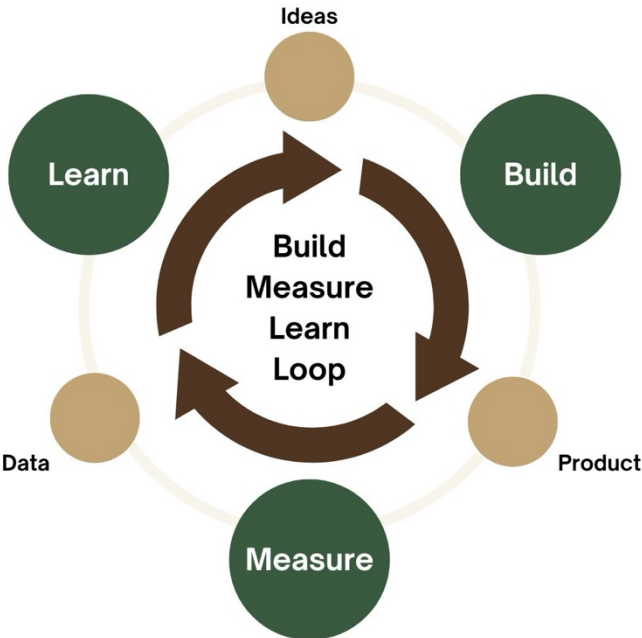 Ideas
Learn
Build
Build
Measure
Learn
Loop
Data
Product
Measure